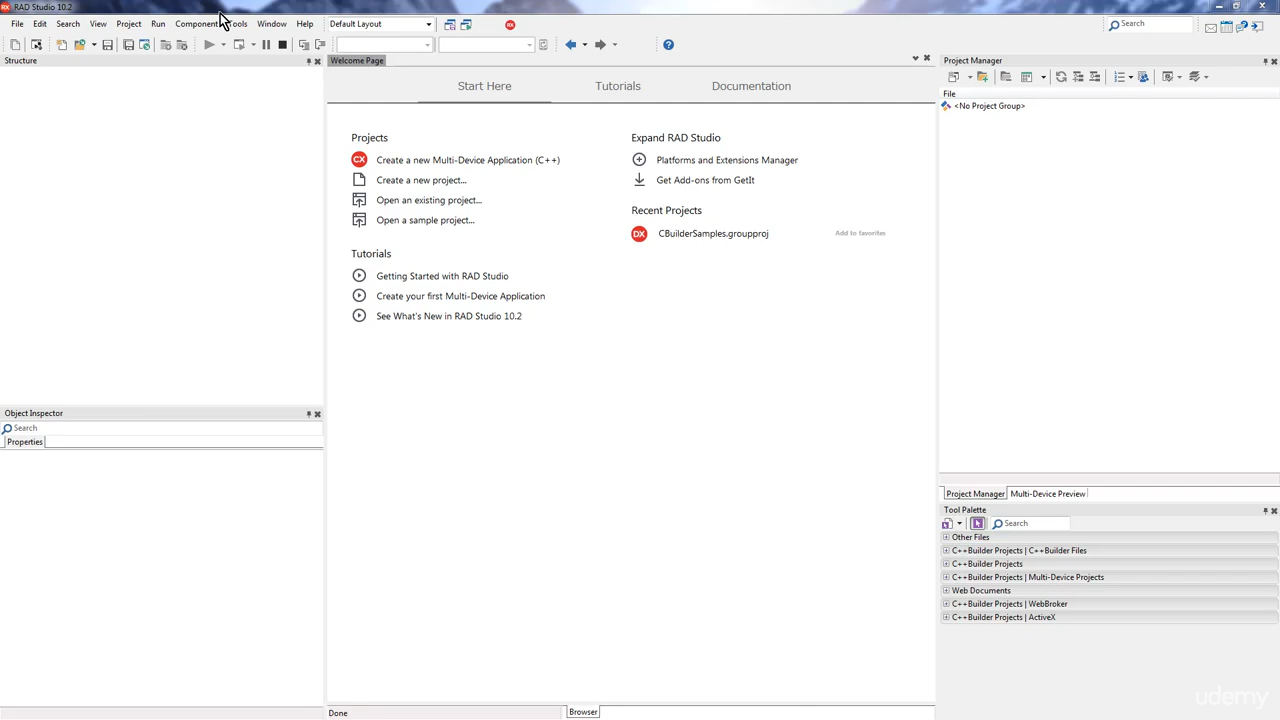 RAD Studio 10.2
File Edit Search View Project Run Component Tools Window Help Default Layout Search
Structure
Welcome Page
Project Manager
Start Here Tutorials Documentation
File
<No Project Group>
Projects
Create a new Multi-Device Application (C++)
Create a new project...
Open an existing project...
Open a sample project...
Expand RAD Studio
Platforms and Extensions Manager
Get Add-ons from GetIt
Recent Projects
CBuilderSamples.groupproj Add to favorites
Tutorials
Getting Started with RAD Studio
Create your first Multi-Device Application
See What's New in RAD Studio 10.2
Object Inspector
Search
Properties
Project Manager Multi-Device Preview
Tool Palette
Search
Other Files
C++Builder Projects | C++Builder Files
C++Builder Projects
C++Builder Projects | Multi-Device Projects
Web Documents
C++Builder Projects | WebBroker
C++Builder Projects | ActiveX
udemy
Done Browser